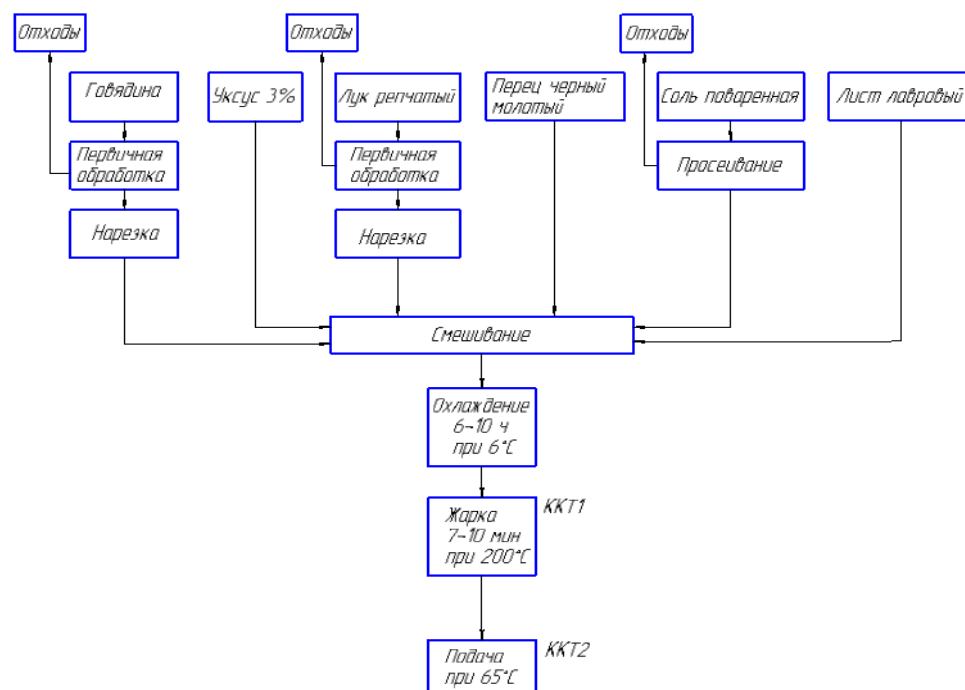 Отходы
Отходы
Отходы
Говядина
Уксус 3%
Лук репчатый
Перец черный
молотый
Соль поваренная
Лист лавровый
Первичная
обработка
Первичная
обработка
Просеивание
Нарезка
Нарезка
Смешивание
Охлаждение
6-10 ч
при 6°С
ККТ1
Жарка
7-10 мин
при 200°С
ККТ2
Подача
при 65°С